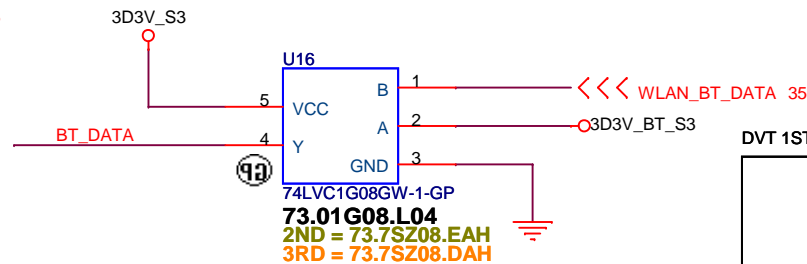 3D3V_S3
U16
5 VCC B 1 WLAN_BT_DATA 35
A 2 3D3V_BT_S3
BT_DATA 4 Y
GND 3
DVT 1ST
GP
74LVC1G08GW-1-GP
73.01G08.L04
2ND = 73.7SZ08.EAH
3RD = 73.7SZ08.DAH